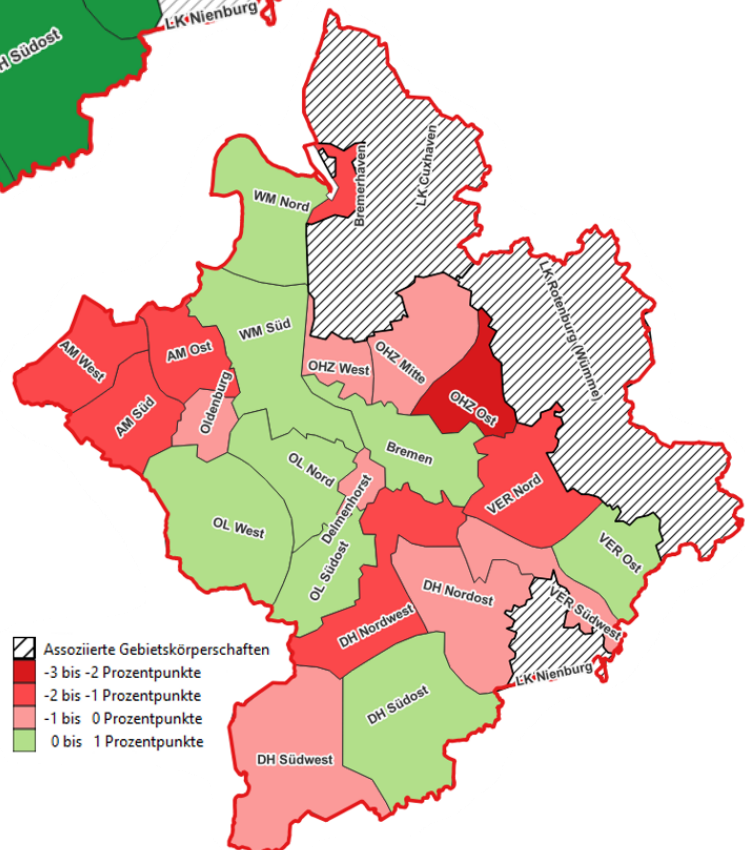 H Südost
LK Nienburg
WM Nord
Bremerhaven
LK Cuxhaven
LK Rotenburg (Wümme)
WM Süd
AM West
AM Ost
AM Süd
Oldenburg
OHZ West
OHZ Mitte
OHZ Ost
Bremen
OL Nord
Delmenhorst
VER Nord
OL West
OL Südost
VER Ost
DH Nordost
VER Südwest
DH Nordwest
LK Nienburg
DH Südost
DH Südwest
Assoziierte Gebietskörperschaften
-3 bis -2 Prozentpunkte
-2 bis -1 Prozentpunkte
-1 bis 0 Prozentpunkte
0 bis 1 Prozentpunkte